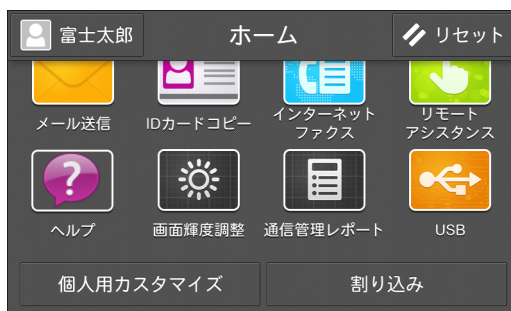 富士太郎
ホーム
リセット
メール送信
IDカードコピー
インターネット
ファクス
リモート
アシスタンス
?
ヘルプ
画面輝度調整
通信管理レポート
USB
個人用カスタマイズ
割り込み